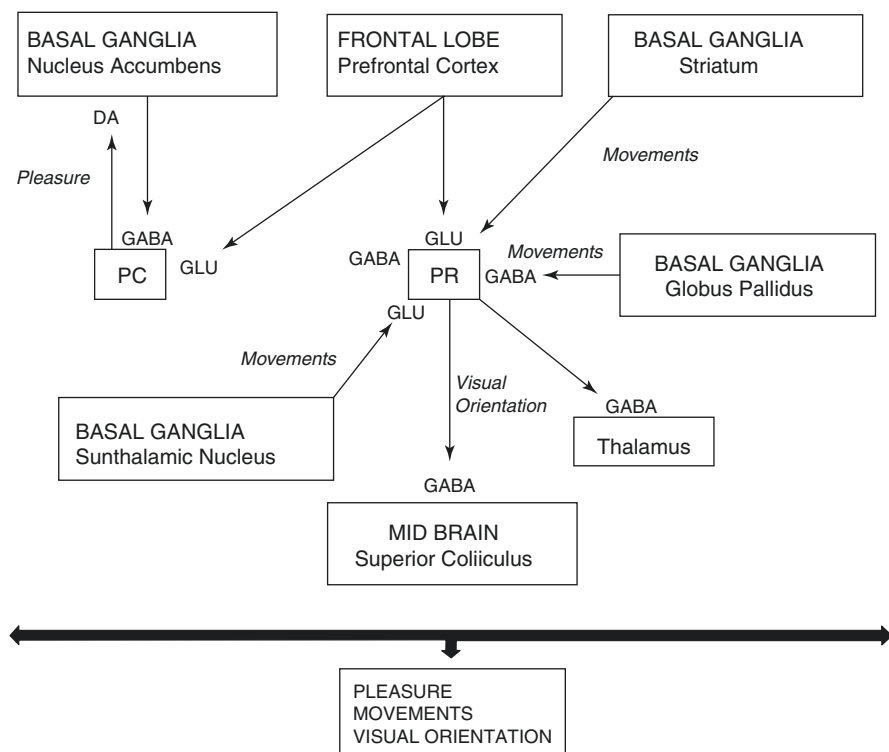 BASAL GANGLIA
Nucleus Accumbens
FRONTAL LOBE
Prefrontal Cortex
BASAL GANGLIA
Striatum
DA
Pleasure
Movements
GABA
PC
GLU
GLU
GABA
PR
GABA
Movements
BASAL GANGLIA
Globus Pallidus
GLU
Movements
Visual
Orientation
BASAL GANGLIA
Sunthalamic Nucleus
GABA
Thalamus
GABA
MID BRAIN
Superior Coliiculus
PLEASURE
MOVEMENTS
VISUAL ORIENTATION